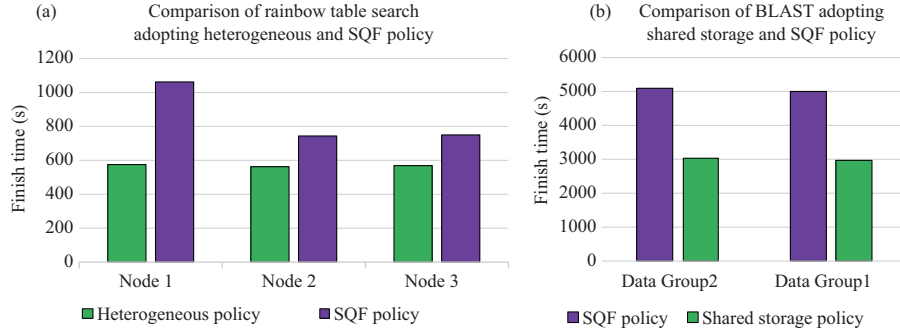 (a)
Comparison of rainbow table search
adopting heterogeneous and SQF policy
Finish time (s)
1200
1000
800
600
400
200
0
Node 1
Node 2
Node 3
Heterogeneous policy
SQF policy
(b)
Comparison of BLAST adopting
shared storage and SQF policy
Finish time (s)
6000
5000
4000
3000
2000
1000
0
Data Group2
Data Group1
SQF policy
Shared storage policy